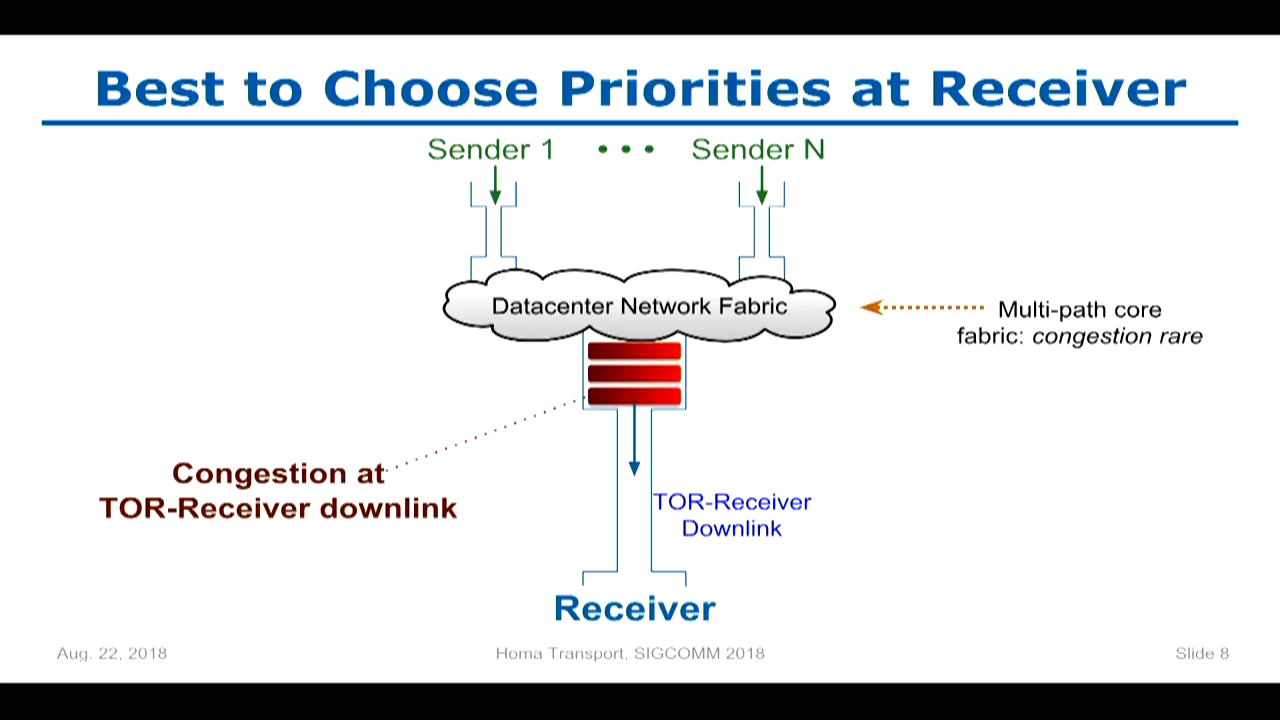 Best to Choose Priorities at Receiver
Sender 1 • • • Sender N
Datacenter Network Fabric
Multi-path core
fabric: congestion rare
Congestion at
TOR-Receiver downlink
TOR-Receiver
Downlink
Receiver
Aug. 22, 2018
Homa Transport, SIGCOMM 2018
Slide 8